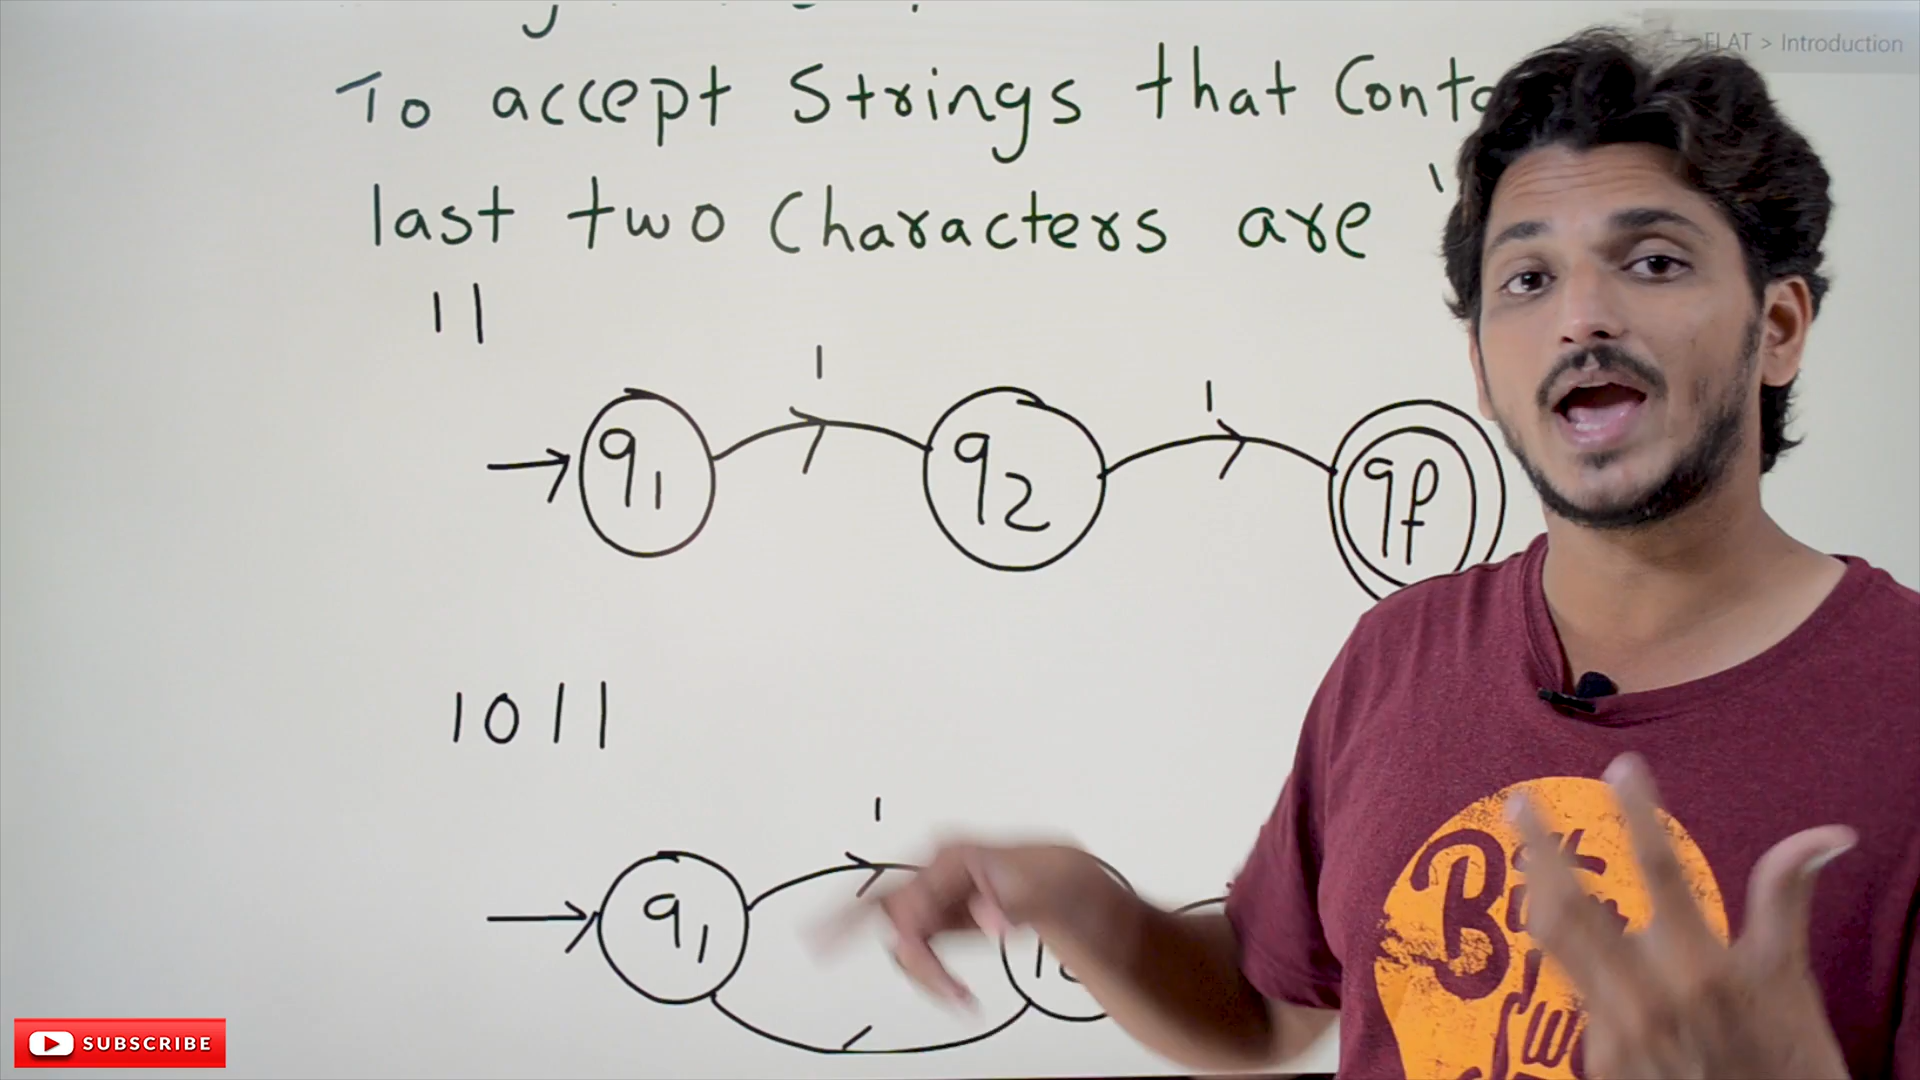 FLAT > Introduction
To accept Strings that
last two Characters are
11
1
1
q1
q2
qf
1011
1
q1
SUBSCRIBE